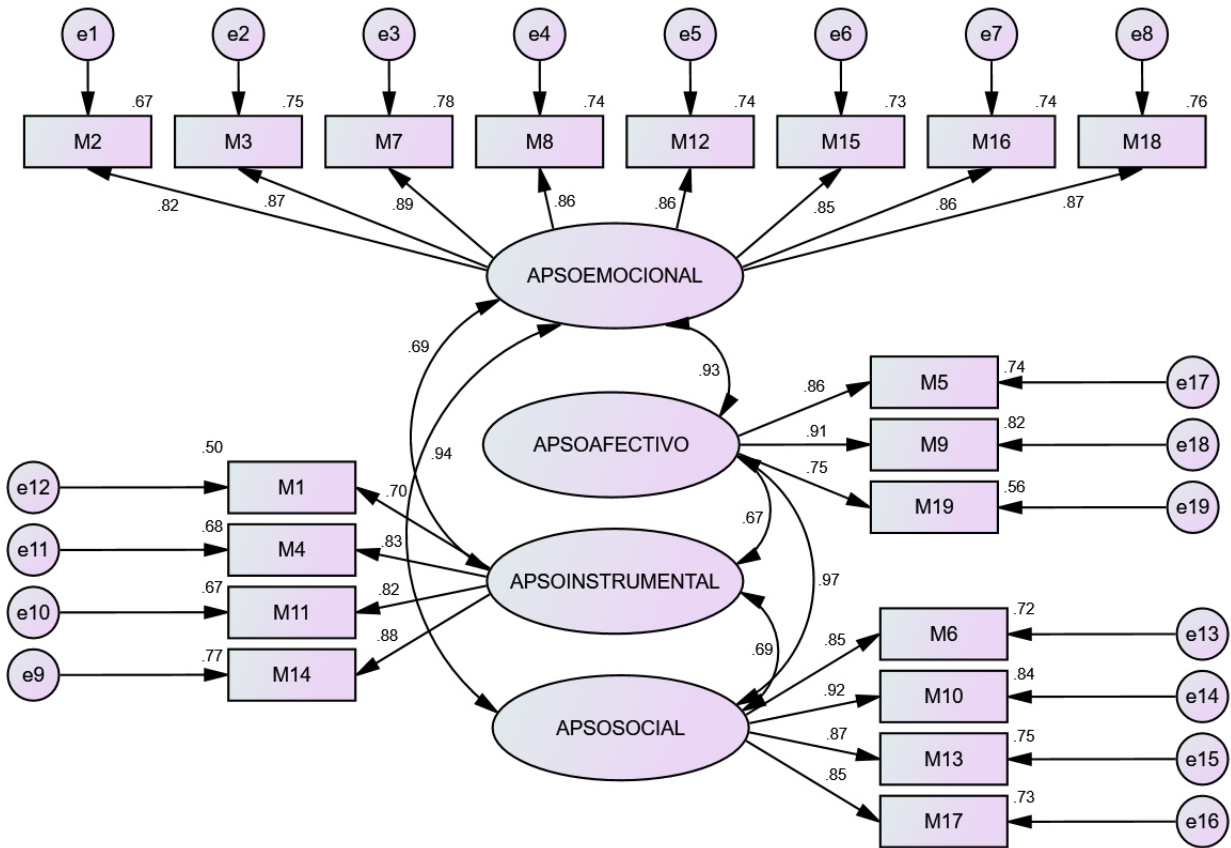 e1 e2 e3 e4 e5 e6 e7 e8
.67 .75 .78 .74 .74 .73 .74 .76
M2 M3 M7 M8 M12 M15 M16 M18
.82 .87 .89 .86 .86 .85 .86 .87
APSOEMOCIONAL
.69
.93
.94
APSOAFECTIVO
.86 M5 .74 e17
.91 M9 .82 e18
.75 M19 .56 e19
e12 .50 M1 .70
e11 .68 M4 .83
e10 .67 M11 .82
e9 .77 M14 .88
.67
APSOINSTRUMENTAL
.97
.69
APSOSOCIAL
.85 M6 .72 e13
.92 M10 .84 e14
.87 M13 .75 e15
.85 M17 .73 e16